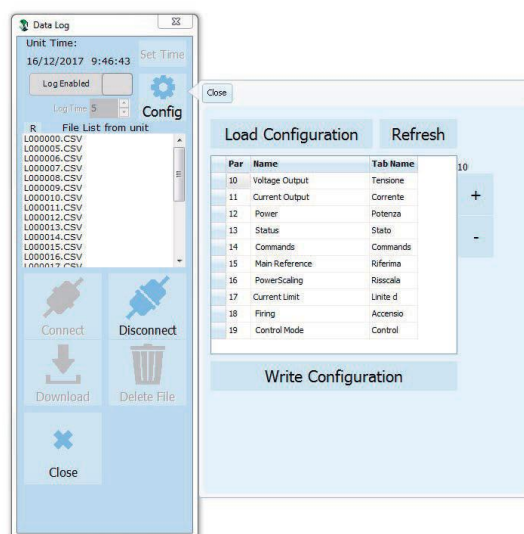 Data Log
Unit Time:
16/12/2017 9:46:43
Set Time
Log Enabled
Log Time 5
Config
R File List from unit
L000000.CSV
L000005.CSV
L000006.CSV
L000007.CSV
L000008.CSV
L000009.CSV
L000010.CSV
L000011.CSV
L000012.CSV
L000013.CSV
L000014.CSV
L000015.CSV
L000016.CSV
L000017.CSV
Connect Disconnect
Download Delete File
Close
Close
Load Configuration Refresh
Par Name Tab Name
10
10 Voltage Output Tensione
11 Current Output Corrente
12 Power Potenza
13 Status Stato
14 Commands Commands
15 Main Reference Riferima
16 PowerScaling Risscala
17 Current Limit Linite d
18 Firing Accensio
19 Control Mode Control
+
-
Write Configuration